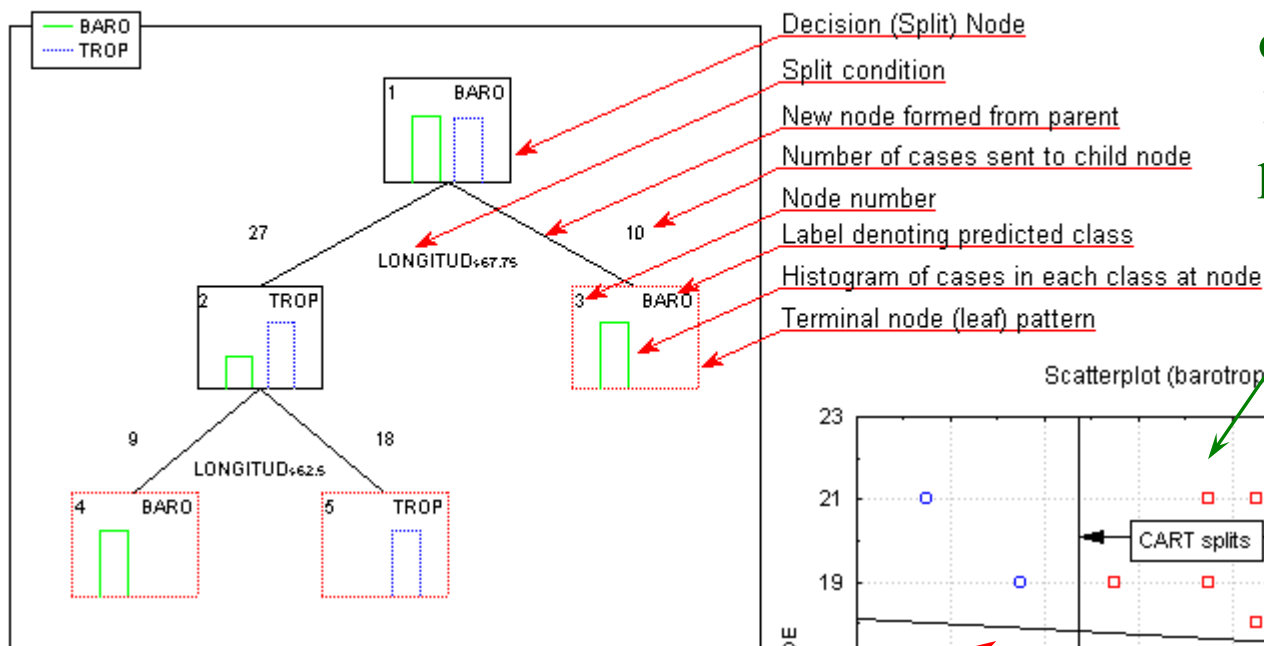 BARO
TROP
Decision (Split) Node
Split condition
New node formed from parent
Number of cases sent to child node
Node number
Label denoting predicted class
Histogram of cases in each class at node
Terminal node (leaf) pattern
1 BARO
27
10
LONGITUD≤67.75
2 TROP
3 BARO
9
18
LONGITUD≤62.5
4 BARO
5 TROP
Scatterplot (barotrop
23
21
CART splits
19